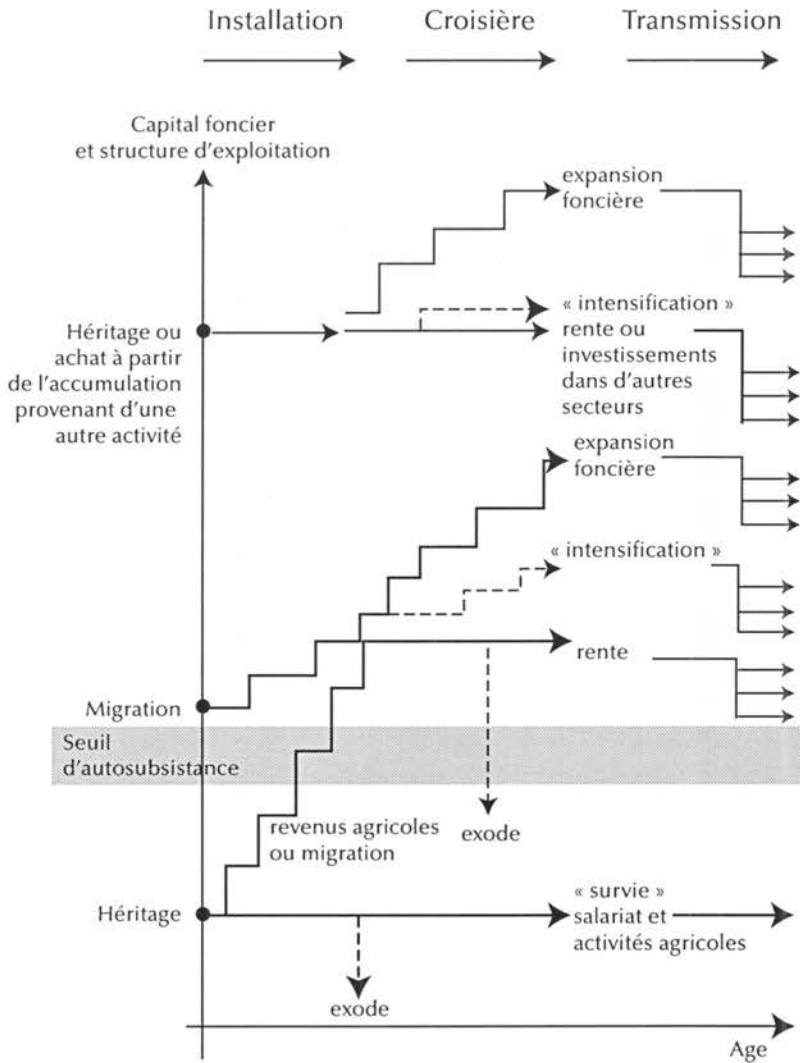 Installation
Croisière
Transmission
Capital foncier
et structure d'exploitation
expansion
foncière
« intensification »
Héritage ou
achat à partir
de l'accumulation
provenant d'une
autre activité
rente ou
investissements
dans d'autres
secteurs
expansion
foncière
« intensification »
rente
Migration
Seuil
d'autosubsistance
revenus agricoles
ou migration
exode
Héritage
« survie »
salariat et
activités agricoles
exode
Age